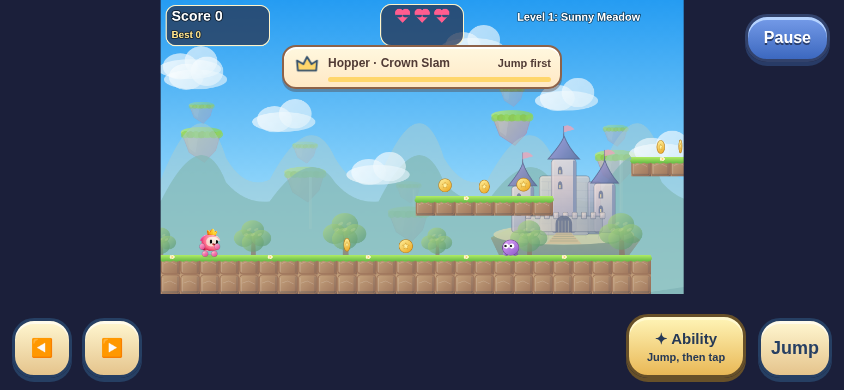 Score 0
Best 0
Level 1: Sunny Meadow
Pause
Hopper · Crown Slam
Jump first
✦ Ability
Jump, then tap
Jump